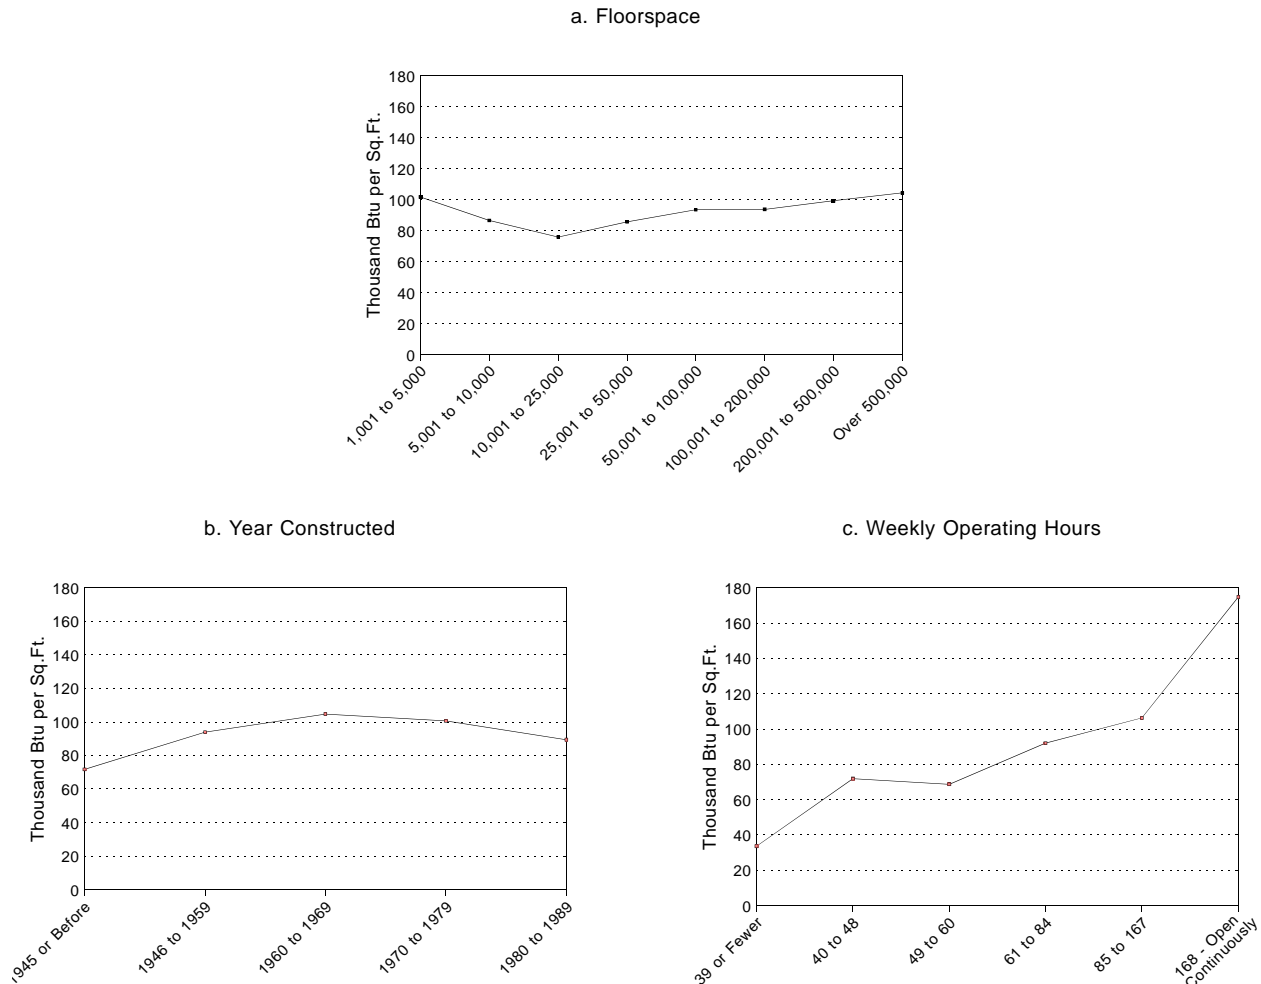 a. Floorspace
Thousand Btu per Sq.Ft.
180
160
140
120
100
80
60
40
20
0
1,001 to 5,000
5,001 to 10,000
10,001 to 25,000
25,001 to 50,000
50,001 to 100,000
100,001 to 200,000
200,001 to 500,000
Over 500,000
b. Year Constructed
Thousand Btu per Sq.Ft.
180
160
140
120
100
80
60
40
20
0
1945 or Before
1946 to 1959
1960 to 1969
1970 to 1979
1980 to 1989
c. Weekly Operating Hours
Thousand Btu per Sq.Ft.
180
160
140
120
100
80
60
40
20
0
39 or Fewer
40 to 48
49 to 60
61 to 84
85 to 167
168 - Open
Continuously